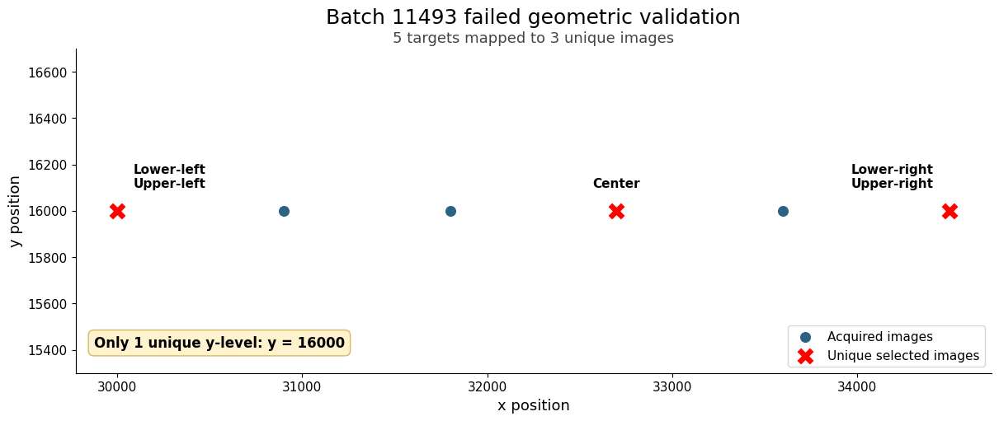 Batch 11493 failed geometric validation
5 targets mapped to 3 unique images
16600
16400
16200
16000
15800
15600
15400
y position
Lower-left
Upper-left
Center
Lower-right
Upper-right
Only 1 unique y-level: y = 16000
Acquired images
Unique selected images
30000
31000
32000
33000
34000
x position